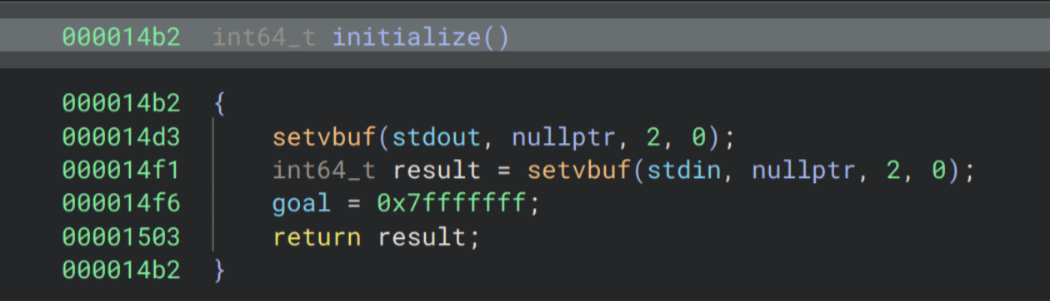 000014b2 int64_t initialize()
000014b2 {
000014d3 setvbuf(stdout, nullptr, 2, 0);
000014f1 int64_t result = setvbuf(stdin, nullptr, 2, 0);
000014f6 goal = 0x7fffffff;
00001503 return result;
000014b2 }